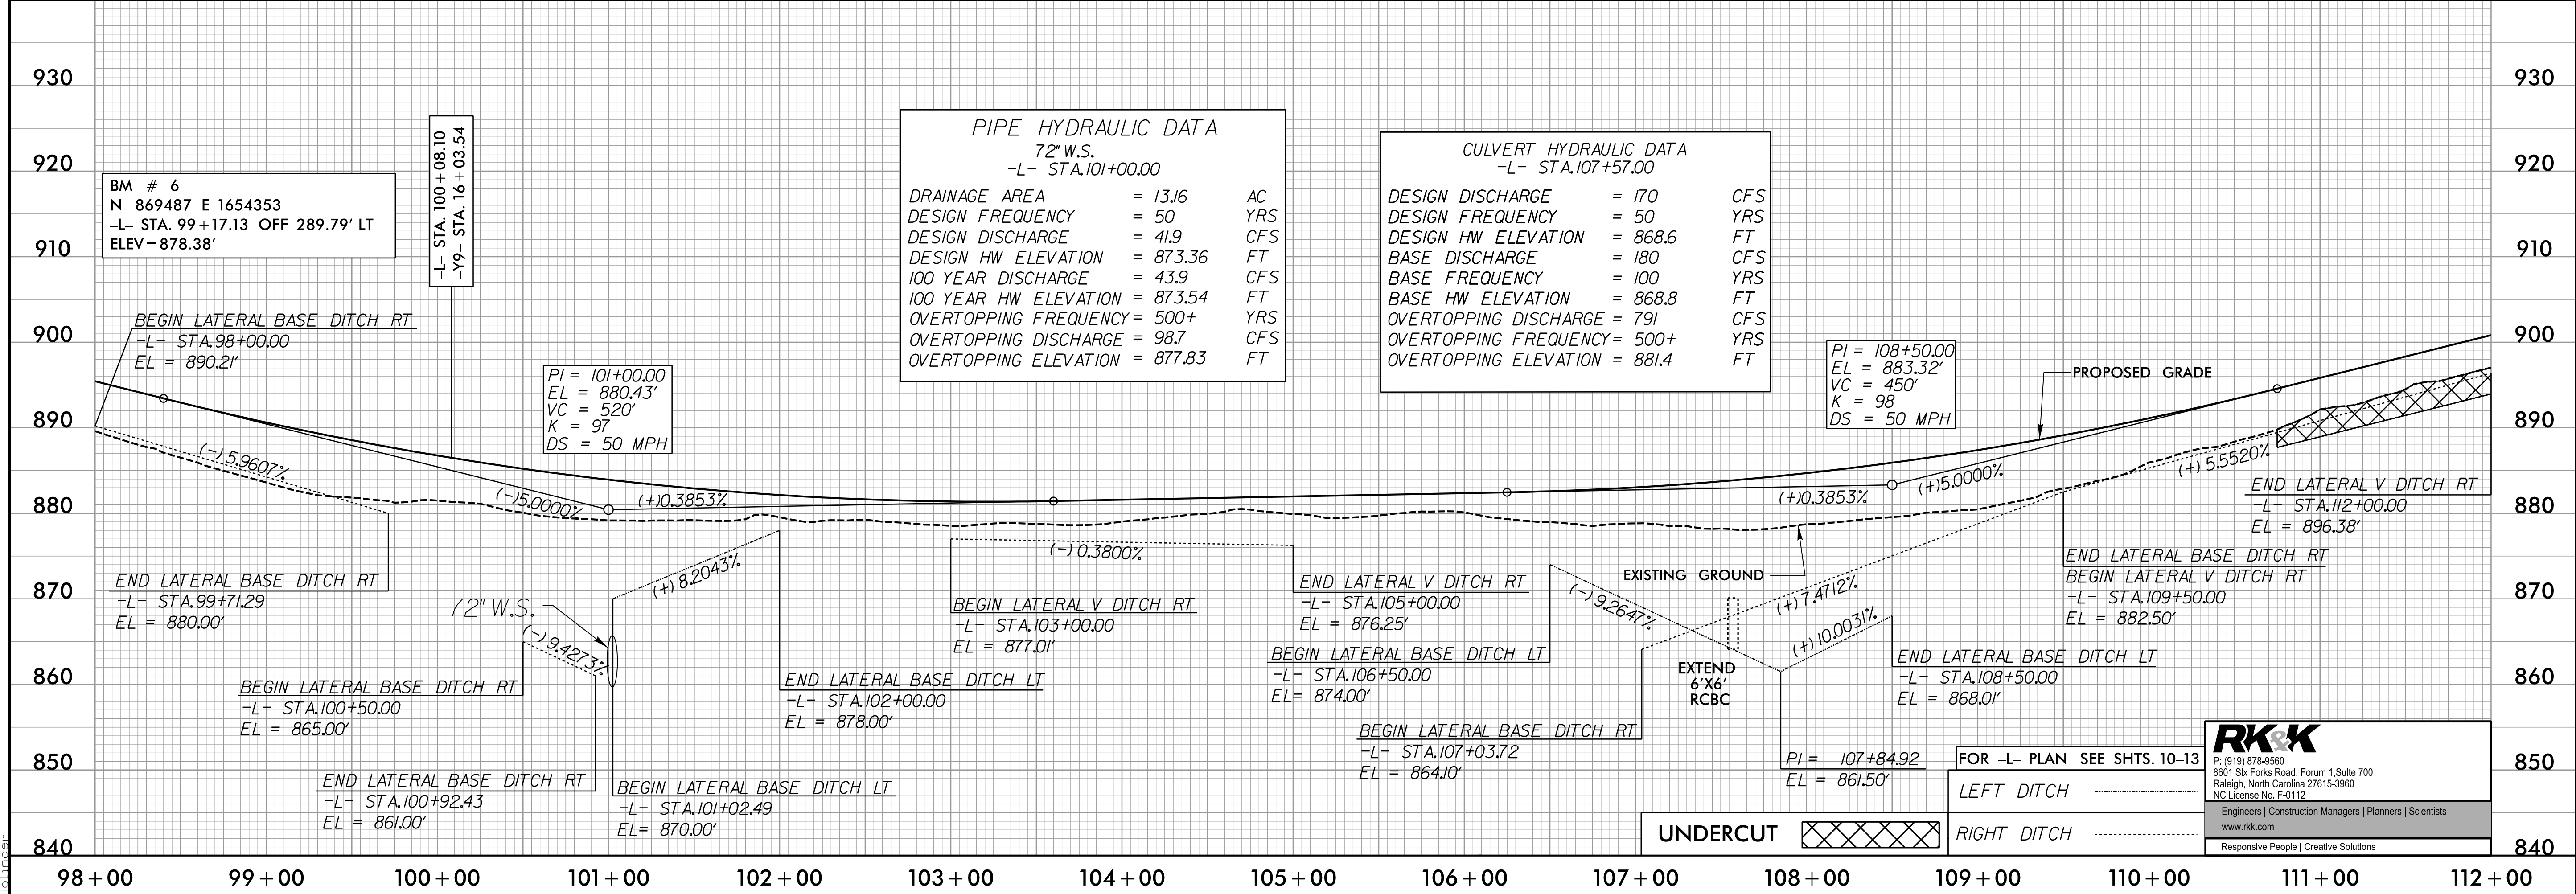 930
930
920
920
910
910
900
900
890
890
880
880
870
870
860
860
850
850
840
840
BM # 6
N 869487 E 1654353
-L- STA. 99+17.13 OFF 289.79' LT
ELEV=878.38'
-L- STA. 100+08.10
-Y9- STA. 16+03.54
PIPE HYDRAULIC DATA
72" W.S.
-L- STA.101+00.00
DRAINAGE AREA = 13.16 AC
DESIGN FREQUENCY = 50 YRS
DESIGN DISCHARGE = 41.9 CFS
DESIGN HW ELEVATION = 873.36 FT
100 YEAR DISCHARGE = 43.9 CFS
100 YEAR HW ELEVATION = 873.54 FT
OVERTOPPING FREQUENCY = 500+ YRS
OVERTOPPING DISCHARGE = 98.7 CFS
OVERTOPPING ELEVATION = 877.83 FT
CULVERT HYDRAULIC DATA
-L- STA.107+57.00
DESIGN DISCHARGE = 170 CFS
DESIGN FREQUENCY = 50 YRS
DESIGN HW ELEVATION = 868.6 FT
BASE DISCHARGE = 180 CFS
BASE FREQUENCY = 100 YRS
BASE HW ELEVATION = 868.8 FT
OVERTOPPING DISCHARGE = 791 CFS
OVERTOPPING FREQUENCY= 500+ YRS
OVERTOPPING ELEVATION = 881.4 FT
BEGIN LATERAL BASE DITCH RT
-L- STA.98+00.00
EL = 890.21'
PI = 101+00.00
EL = 880.43'
VC = 520'
K = 97
DS = 50 MPH
PI = 108+50.00
EL = 883.32'
VC = 450'
K = 98
DS = 50 MPH
PROPOSED GRADE
(-)5.9607%
(-)5.0000%
(+)0.3853%
(+)0.3853%
(+)5.0000%
(+)5.5520%
END LATERAL V DITCH RT
-L- STA.112+00.00
EL = 896.38'
END LATERAL BASE DITCH RT
-L- STA.99+71.29
EL = 880.00'
72" W.S.
(-)9.4273%
(+)8.2043%
(-)0.3800%
BEGIN LATERAL V DITCH RT
-L- STA.103+00.00
EL = 877.01'
END LATERAL V DITCH RT
-L- STA.105+00.00
EL = 876.25'
EXISTING GROUND
(-)9.2647%
(+)7.4712%
(+)10.0031%
END LATERAL BASE DITCH RT
BEGIN LATERAL V DITCH RT
-L- STA.109+50.00
EL = 882.50'
BEGIN LATERAL BASE DITCH RT
-L- STA.100+50.00
EL = 865.00'
END LATERAL BASE DITCH LT
-L- STA.102+00.00
EL = 878.00'
BEGIN LATERAL BASE DITCH LT
-L- STA.106+50.00
EL= 874.00'
EXTEND
6'X6'
RCBC
END LATERAL BASE DITCH LT
-L- STA.108+50.00
EL = 868.01'
BEGIN LATERAL BASE DITCH RT
-L- STA.107+03.72
EL = 864.10'
END LATERAL BASE DITCH RT
-L- STA.100+92.43
EL = 861.00'
BEGIN LATERAL BASE DITCH LT
-L- STA.101+02.49
EL= 870.00'
PI = 107+84.92
EL = 861.50'
FOR -L- PLAN SEE SHTS. 10-13
LEFT DITCH
RIGHT DITCH
UNDERCUT
RK&K
P: (919) 878-9560
8601 Six Forks Road, Forum 1,Suite 700
Raleigh, North Carolina 27615-3960
NC License No. F-0112
Engineers | Construction Managers | Planners | Scientists
www.rkk.com
Responsive People | Creative Solutions
98+00
99+00
100+00
101+00
102+00
103+00
104+00
105+00
106+00
107+00
108+00
109+00
110+00
111+00
112+00